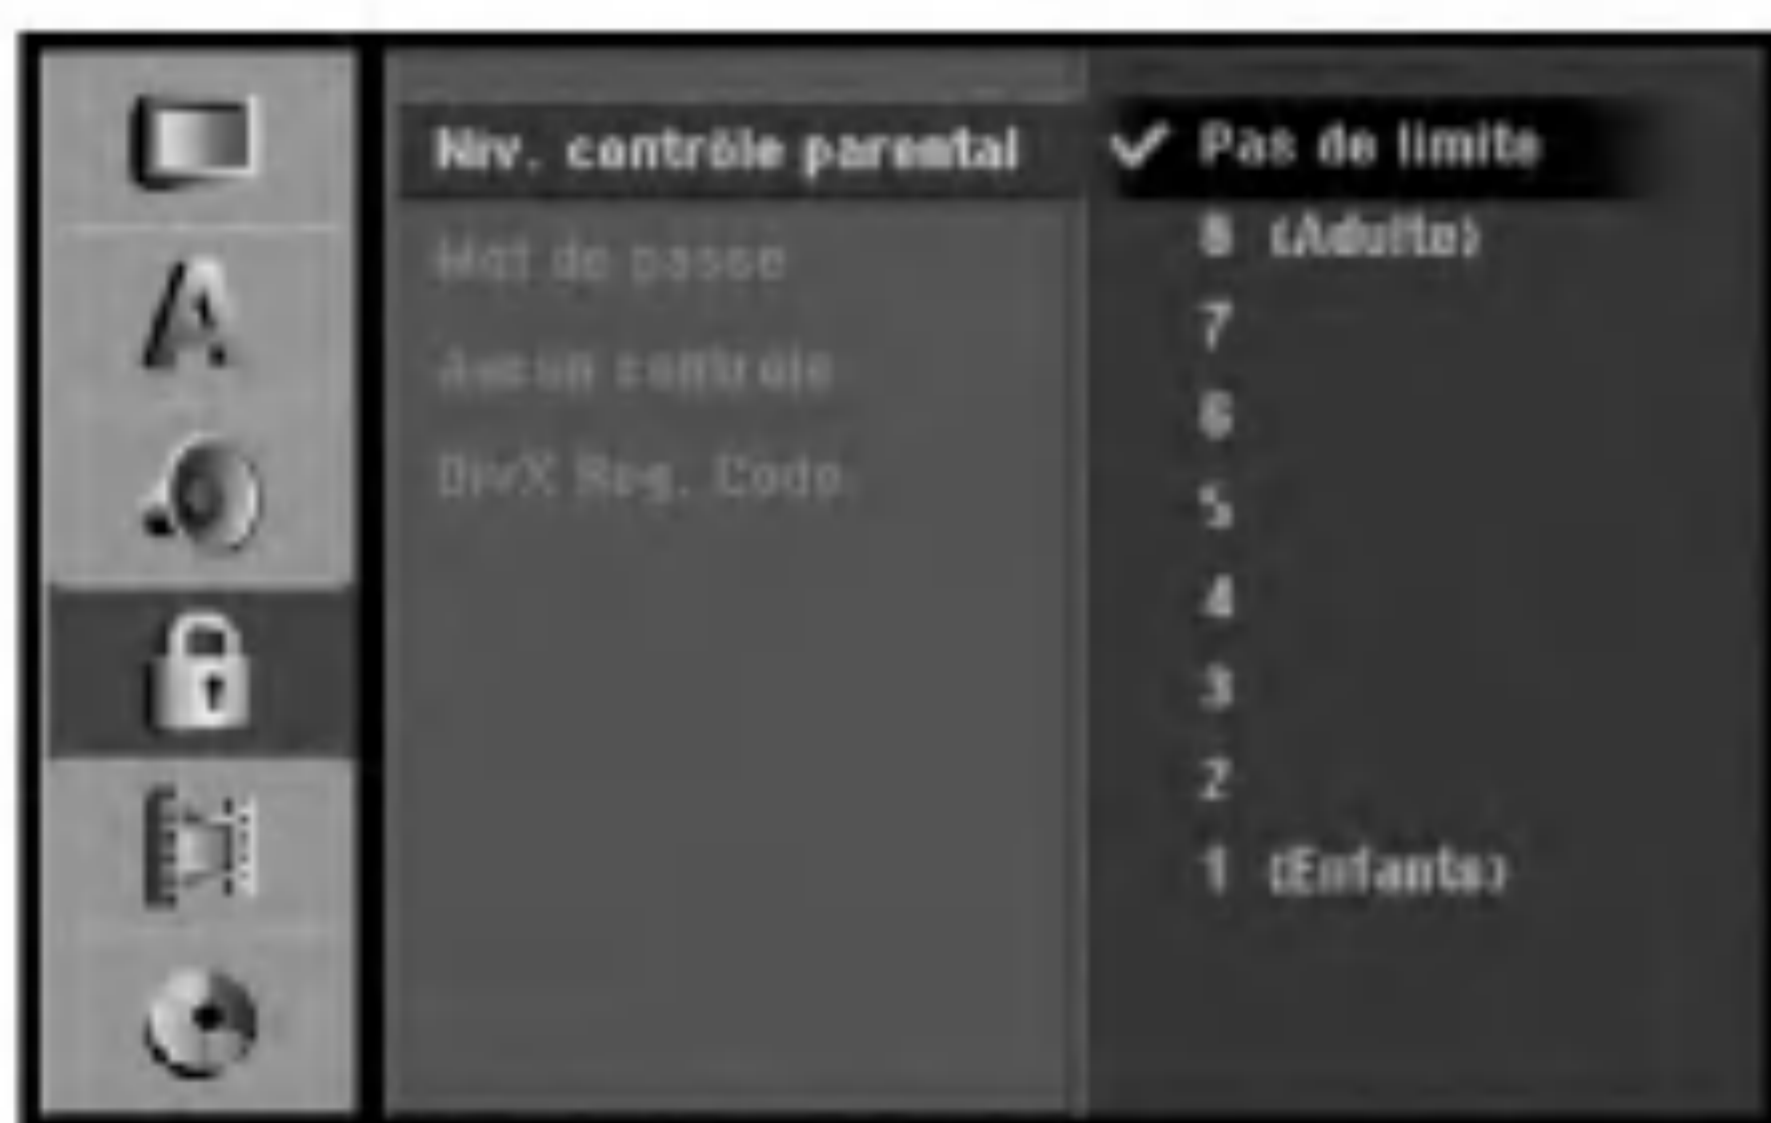 Niv. contrôle parental
Mot de passe
Aucun contrôle
DivX Reg. Code
✓ Pas de limite
8 (Adulte)
7
6
5
4
3
2
1 (Enfants)